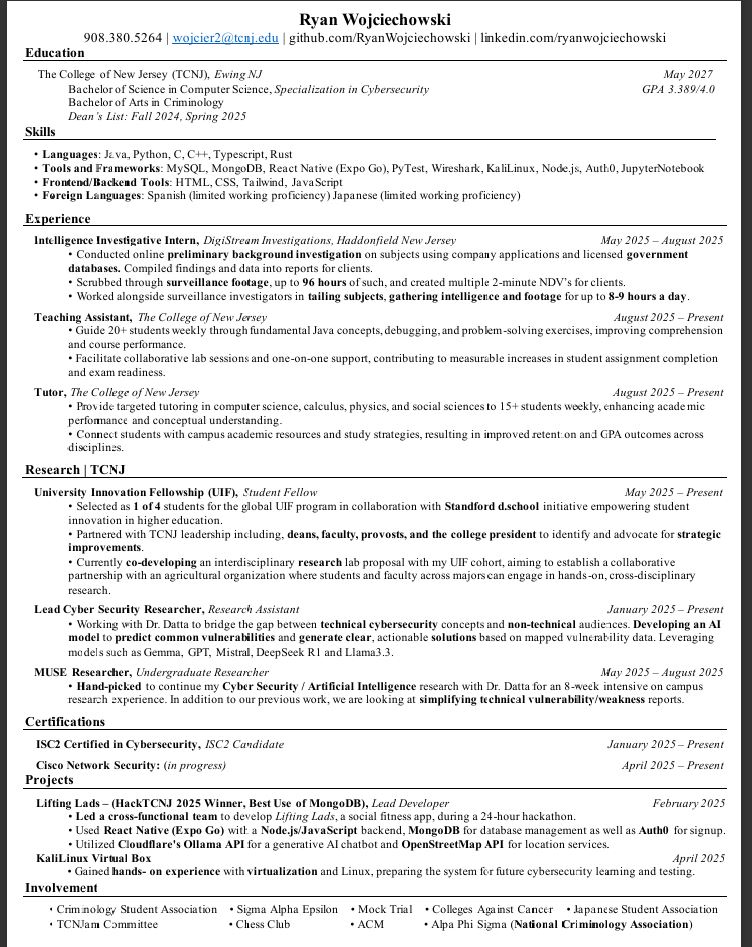 Ryan Wojciechowski
908.380.5264 | wojcier2@tcnj.edu | github.com/RyanWojciechowski | linkedin.com/ryanwojciechowski
Education
The College of New Jersey (TCNJ), Ewing NJ May 2027
Bachelor of Science in Computer Science, Specialization in Cybersecurity GPA 3.389/4.0
Bachelor of Arts in Criminology
Dean's List: Fall 2024, Spring 2025
Skills
• Languages: Java, Python, C, C++, Typescript, Rust
• Tools and Frameworks: MySQL, MongoDB, React Native (Expo Go), PyTest, Wireshark, KaliLinux, Node.js, Auth0, JupyterNotebook
• Frontend/Backend Tools: HTML, CSS, Tailwind, JavaScript
• Foreign Languages: Spanish (limited working proficiency) Japanese (limited working proficiency)
Experience
Intelligence Investigative Intern, DigiStream Investigations, Haddonfield New Jersey May 2025 – August 2025
• Conducted online preliminary background investigation on subjects using company applications and licensed government
databases. Compiled findings and data into reports for clients.
• Scrubbed through surveillance footage, up to 96 hours of such, and created multiple 2-minute NDV's for clients.
• Worked alongside surveillance investigators in tailing subjects, gathering intelligence and footage for up to 8-9 hours a day.
Teaching Assistant, The College of New Jersey August 2025 – Present
• Guide 20+ students weekly through fundamental Java concepts, debugging, and problem-solving exercises, improving comprehension
and course performance.
• Facilitate collaborative lab sessions and one-on-one support, contributing to measurable increases in student assignment completion
and exam readiness.
Tutor, The College of New Jersey August 2025 – Present
• Provide targeted tutoring in computer science, calculus, physics, and social sciences to 15+ students weekly, enhancing academic
performance and conceptual understanding.
• Connect students with campus academic resources and study strategies, resulting in improved retention and GPA outcomes across
disciplines.
Research | TCNJ
University Innovation Fellowship (UIF), Student Fellow May 2025 – Present
• Selected as 1 of 4 students for the global UIF program in collaboration with Standford d.school initiative empowering student
innovation in higher education.
• Partnered with TCNJ leadership including, deans, faculty, provosts, and the college president to identify and advocate for strategic
improvements.
• Currently co-developing an interdisciplinary research lab proposal with my UIF cohort, aiming to establish a collaborative
partnership with an agricultural organization where students and faculty across majors can engage in hands-on, cross-disciplinary
research.
Lead Cyber Security Researcher, Research Assistant January 2025 – Present
• Working with Dr. Datta to bridge the gap between technical cybersecurity concepts and non-technical audiences. Developing an AI
model to predict common vulnerabilities and generate clear, actionable solutions based on mapped vulnerability data. Leveraging
models such as Gemma, GPT, Mistral, DeepSeek R1 and Llama3.3.
MUSE Researcher, Undergraduate Researcher May 2025 – August 2025
• Hand-picked to continue my Cyber Security / Artificial Intelligence research with Dr. Datta for an 8-week intensive on campus
research experience. In addition to our previous work, we are looking at simplifying technical vulnerability/weakness reports.
Certifications
ISC2 Certified in Cybersecurity, ISC2 Candidate January 2025 – Present
Cisco Network Security: (in progress) April 2025 – Present
Projects
Lifting Lads – (HackTCNJ 2025 Winner, Best Use of MongoDB), Lead Developer February 2025
• Led a cross-functional team to develop Lifting Lads, a social fitness app, during a 24-hour hackathon.
• Used React Native (Expo Go) with a Node.js/JavaScript backend, MongoDB for database management as well as Auth0 for signup.
• Utilized Cloudflare's Ollama API for a generative AI chatbot and OpenStreetMap API for location services.
KaliLinux Virtual Box April 2025
• Gained hands- on experience with virtualization and Linux, preparing the system for future cybersecurity learning and testing.
Involvement
• Criminology Student Association • Sigma Alpha Epsilon • Mock Trial • Colleges Against Cancer • Japanese Student Association
• TCNJam Committee • Chess Club • ACM • Alpa Phi Sigma (National Criminology Association)